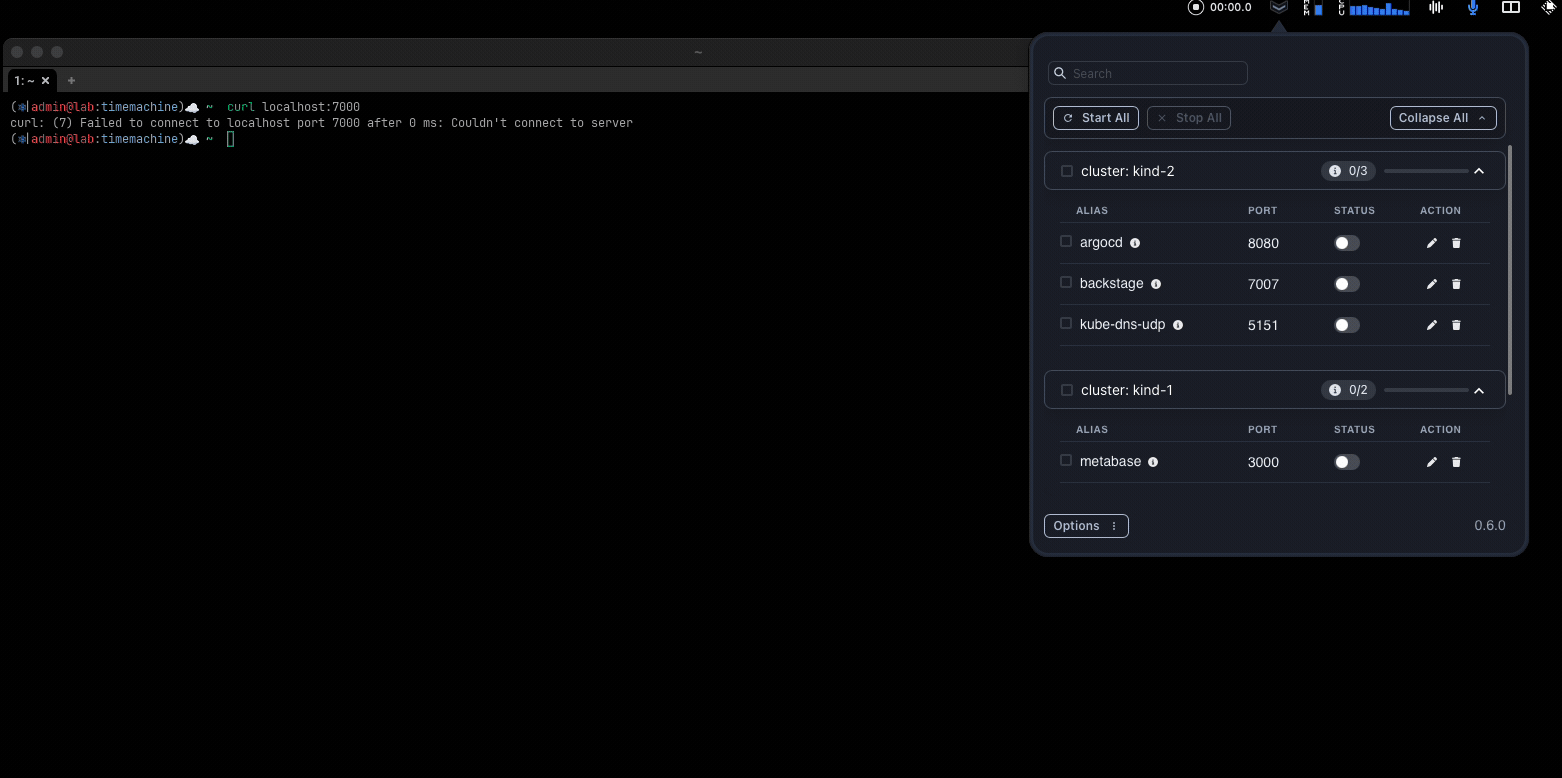 00:00.0
MEM
CPU
~
1: ~ × +
(⎈|admin@lab:timemachine)☁️ ~ curl localhost:7000
curl: (7) Failed to connect to localhost port 7000 after 0 ms: Couldn't connect to server
(⎈|admin@lab:timemachine)☁️ ~
Search
Start All
Stop All
Collapse All
cluster: kind-2 0/3
ALIAS PORT STATUS ACTION
argocd 8080
backstage 7007
kube-dns-udp 5151
cluster: kind-1 0/2
ALIAS PORT STATUS ACTION
metabase 3000
Options 0.6.0